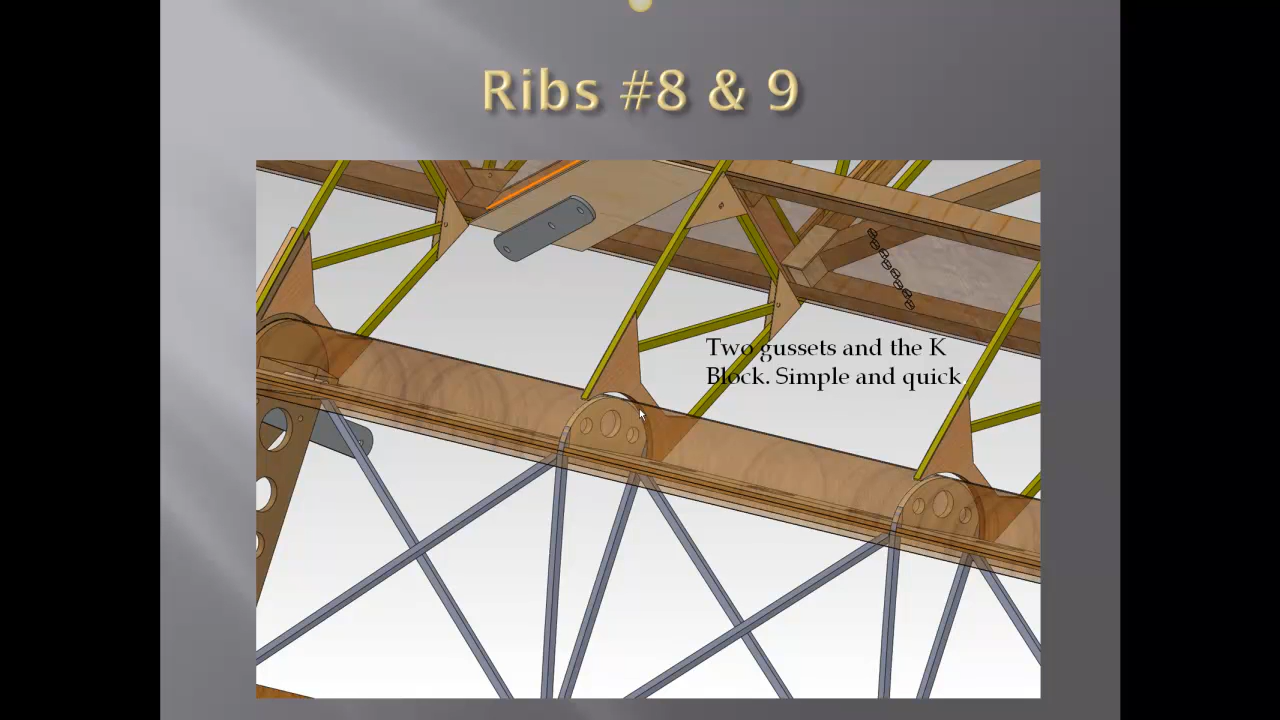 Ribs #8 & 9
Two gussets and the K
Block. Simple and quick